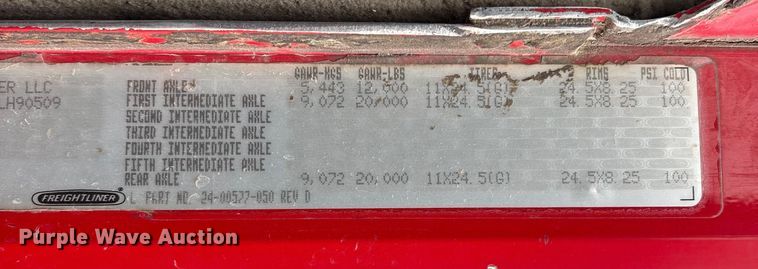 GAWR-KGS GAWR-LBS TIRES RIMS PSI COLD
ER LLC FRONT AXLE 5,443 12,000 11X24.5(G) 24.5X8.25 100
LH90509 FIRST INTERMEDIATE AXLE 9,072 20,000 11X24.5(G) 24.5X8.25 100
SECOND INTERMEDIATE AXLE
THIRD INTERMEDIATE AXLE
FOURTH INTERMEDIATE AXLE
FIFTH INTERMEDIATE AXLE
REAR AXLE 9,072 20,000 11X24.5(G) 24.5X8.25 100
FREIGHTLINER L PART NO 24-00577-050 REV D
Purple Wave Auction